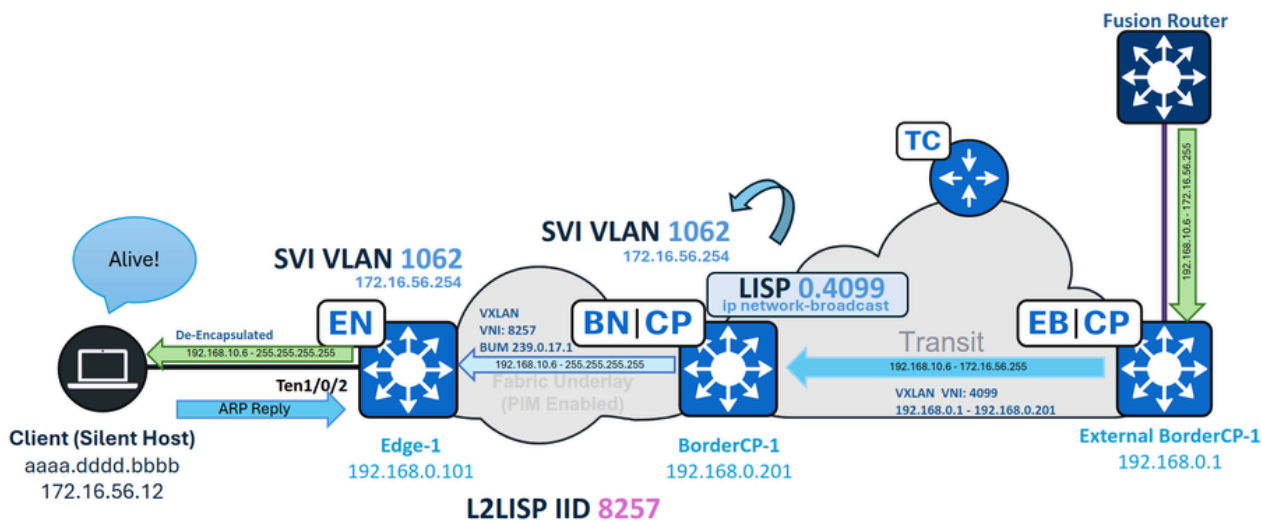 Fusion Router
192.168.10.6 - 172.16.56.255
TC
SVI VLAN 1062
172.16.56.254
LISP 0.4099
ip network-broadcast
Alive!
SVI VLAN 1062
172.16.56.254
EN
BN|CP
EB|CP
De-Encapsulated
192.168.10.6 - 255.255.255.255
VXLAN
VNI: 8257
BUM 239.0.17.1
192.168.10.6 - 255.255.255.255
Fabric Underlay
(PIM Enabled)
Transit
192.168.10.6 - 172.16.56.255
VXLAN VNI: 4099
192.168.0.1 - 192.168.0.201
Ten1/0/2
ARP Reply
Client (Silent Host)
aaaa.dddd.bbbb
172.16.56.12
Edge-1
192.168.0.101
BorderCP-1
192.168.0.201
External BorderCP-1
192.168.0.1
L2LISP IID 8257